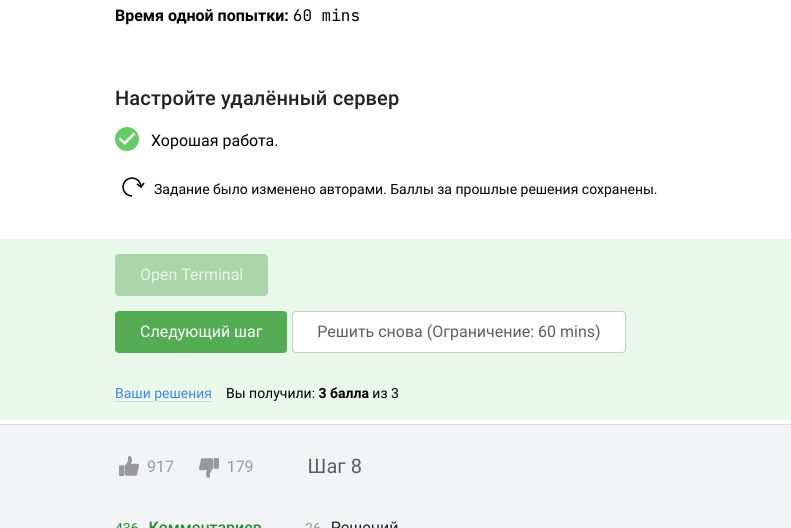 Время одной попытки: 60 mins
Настройте удалённый сервер
Хорошая работа.
Задание было изменено авторами. Баллы за прошлые решения сохранены.
Open Terminal
Следующий шаг Решить снова (Ограничение: 60 mins)
Ваши решения Вы получили: 3 балла из 3
917 179 Шаг 8
436 Комментариев 26 Решений